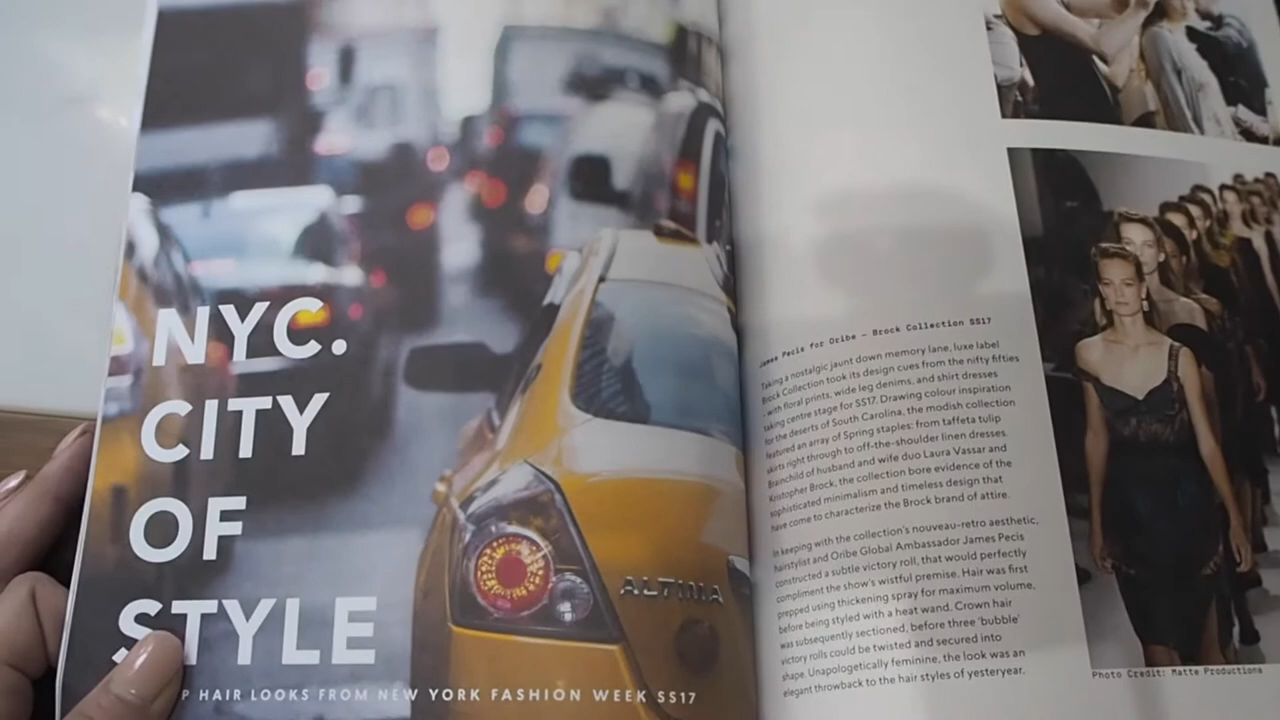 NYC.
CITY
OF
STYLE
P HAIR LOOKS FROM NEW YORK FASHION WEEK SS17
ALTIMA
James Pecis for Oribe – Brock Collection SS17
Taking a nostalgic jaunt down memory lane, luxe label
Brock Collection took its design cues from the nifty fifties
- with floral prints, wide leg denims, and shirt dresses
taking centre stage for SS17. Drawing colour inspiration
for the deserts of South Carolina, the modish collection
featured an array of Spring staples: from taffeta tulip
skirts right through to off-the-shoulder linen dresses.
Brainchild of husband and wife duo Laura Vassar and
Kristopher Brock, the collection bore evidence of the
sophisticated minimalism and timeless design that
have come to characterize the Brock brand of attire.
In keeping with the collection's nouveau-retro aesthetic,
hairstylist and Oribe Global Ambassador James Pecis
constructed a subtle victory roll, that would perfectly
compliment the show's wistful premise. Hair was first
prepped using thickening spray for maximum volume,
before being styled with a heat wand. Crown hair
was subsequently sectioned, before three 'bubble'
victory rolls could be twisted and secured into
shape. Unapologetically feminine, the look was an
elegant throwback to the hair styles of yesteryear.
Photo Credit: Matte Productions